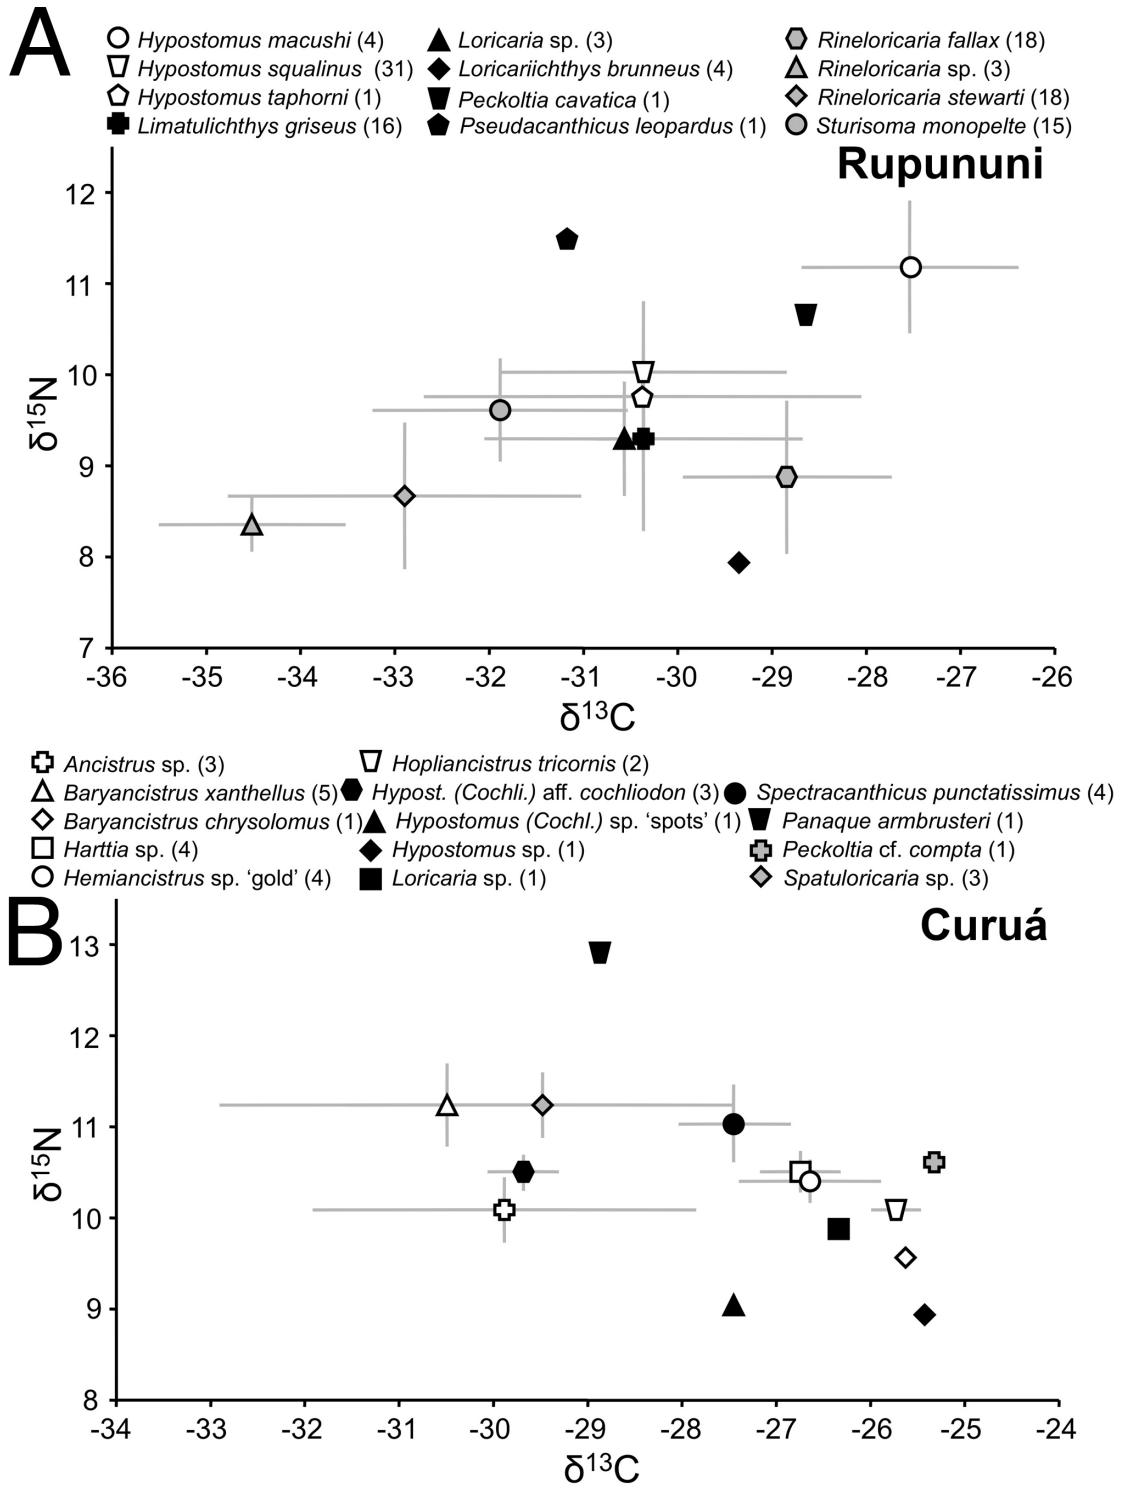 A
Hypostomus macushi (4) Loricaria sp. (3) Rineloricaria fallax (18)
Hypostomus squalinus (31) Loricariichthys brunneus (4) Rineloricaria sp. (3)
Hypostomus taphorni (1) Peckoltia cavatica (1) Rineloricaria stewarti (18)
Limatulichthys griseus (16) Pseudacanthicus leopardus (1) Sturisoma monopelte (15)
Rupununi
12
11
10
9
8
7
δ¹⁵N
-36 -35 -34 -33 -32 -31 -30 -29 -28 -27 -26
δ¹³C
Ancistrus sp. (3) Hopliancistrus tricornis (2)
Baryancistrus xanthellus (5) Hypost. (Cochli.) aff. cochliodon (3) Spectracanthicus punctatissimus (4)
Baryancistrus chrysolomus (1) Hypostomus (Cochl.) sp. ‘spots’ (1) Panaque armbrusteri (1)
Harttia sp. (4) Hypostomus sp. (1) Peckoltia cf. compta (1)
Hemiancistrus sp. ‘gold’ (4) Loricaria sp. (1) Spatuloricaria sp. (3)
B
Curuá
13
12
11
10
9
8
δ¹⁵N
-34 -33 -32 -31 -30 -29 -28 -27 -26 -25 -24
δ¹³C